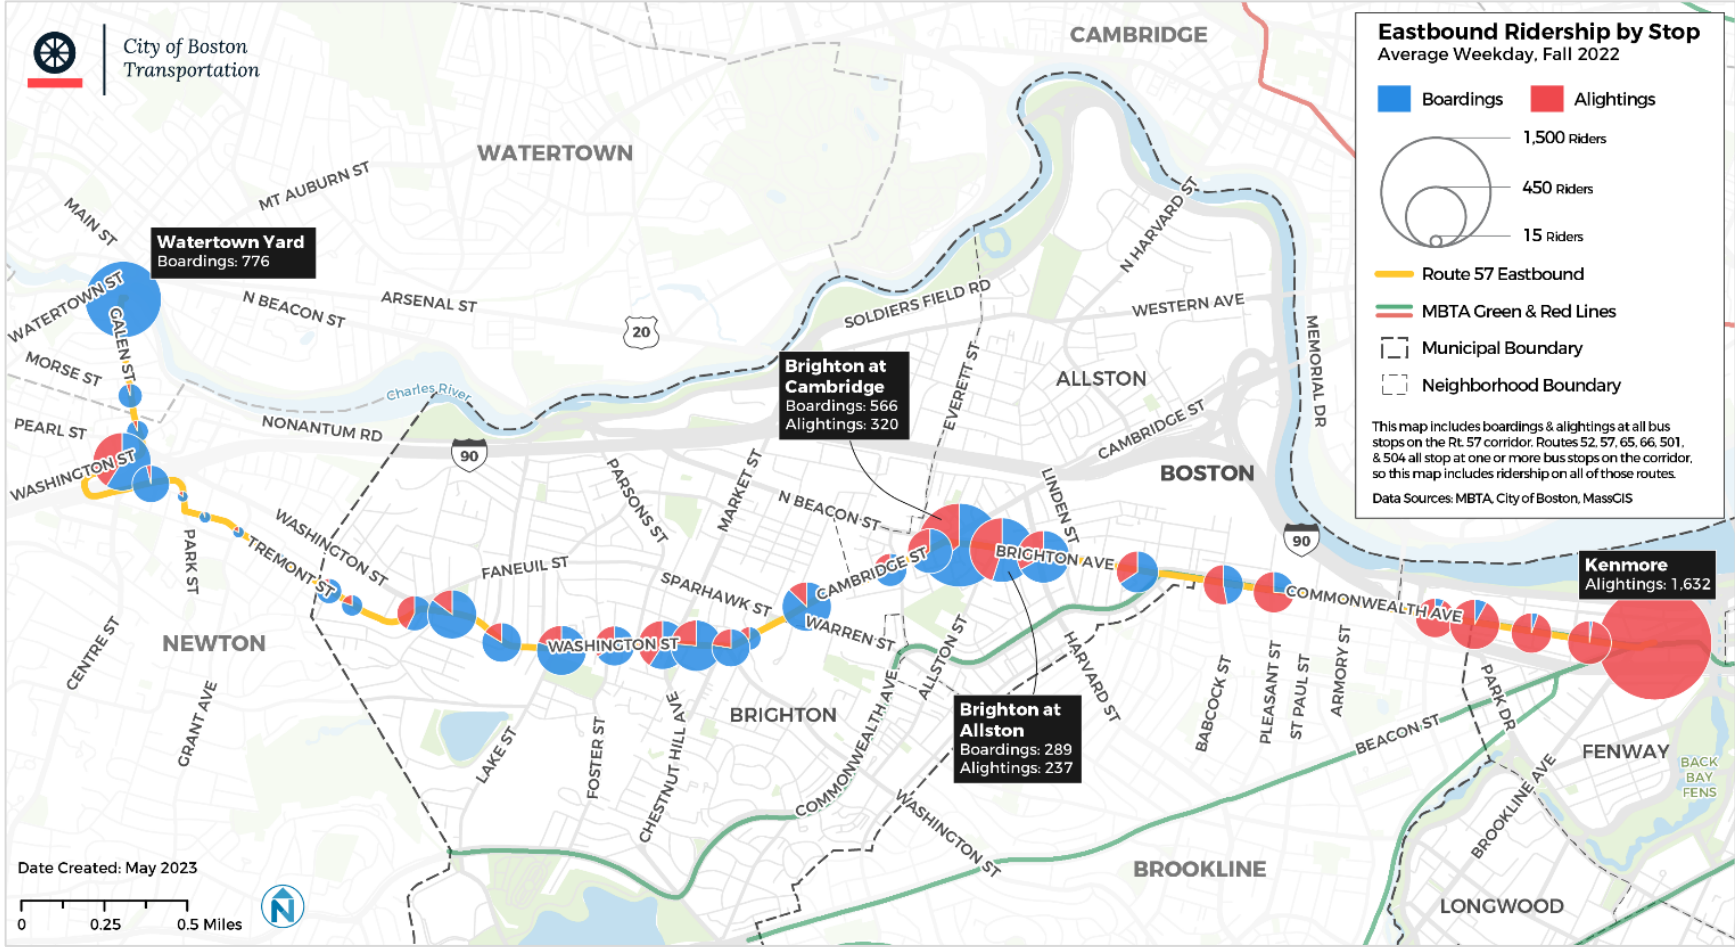 City of Boston
Transportation
CAMBRIDGE
Eastbound Ridership by Stop
Average Weekday, Fall 2022
Boardings
Alightings
1,500 Riders
450 Riders
15 Riders
Route 57 Eastbound
MBTA Green & Red Lines
Municipal Boundary
Neighborhood Boundary
This map includes boardings & alightings at all bus
stops on the Rt. 57 corridor. Routes 52, 57, 65, 66, 501,
& 504 all stop at one or more bus stops on the corridor,
so this map includes ridership on all of those routes.
Data Sources: MBTA, City of Boston, MassGIS
WATERTOWN
MT AUBURN ST
MAIN ST
Watertown Yard
Boardings: 776
WATERTOWN ST
GALEN ST
N BEACON ST
ARSENAL ST
20
SOLDIERS FIELD RD
N HARVARD ST
WESTERN AVE
MEMORIAL DR
MORSE ST
Charles River
PEARL ST
NONANTUM RD
90
WASHINGTON ST
Brighton at
Cambridge
Boardings: 566
Alightings: 320
EVERETT ST
ALLSTON
CAMBRIDGE ST
BOSTON
LINDEN ST
90
PARSONS ST
MARKET ST
N BEACON ST
WASHINGTON ST
PARK ST
TREMONT ST
FANEUIL ST
SPARHAWK ST
CAMBRIDGE ST
BRIGHTON AVE
Kenmore
Alightings: 1,632
COMMONWEALTH AVE
WARREN ST
WASHINGTON ST
CENTRE ST
NEWTON
GRANT AVE
LAKE ST
FOSTER ST
CHESTNUT HILL AVE
BRIGHTON
COMMONWEALTH AVE
ALLSTON ST
HARVARD ST
Brighton at
Allston
Boardings: 289
Alightings: 237
BABCOCK ST
PLEASANT ST
ST PAUL ST
ARMORY ST
PARK DR
BEACON ST
FENWAY
BACK
BAY
FENS
BROOKLINE AVE
WASHINGTON ST
BROOKLINE
LONGWOOD
Date Created: May 2023
0 0.25 0.5 Miles
N